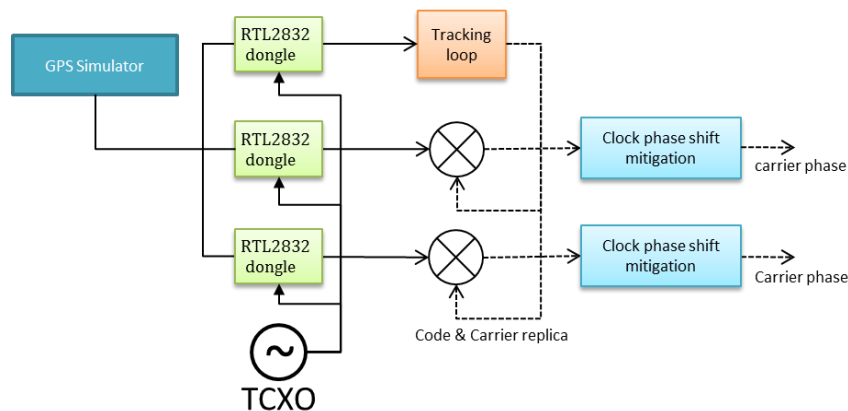 GPS Simulator
RTL2832
dongle
Tracking
loop
RTL2832
dongle
Clock phase shift
mitigation
carrier phase
RTL2832
dongle
Clock phase shift
mitigation
Carrier phase
Code & Carrier replica
~
TCXO